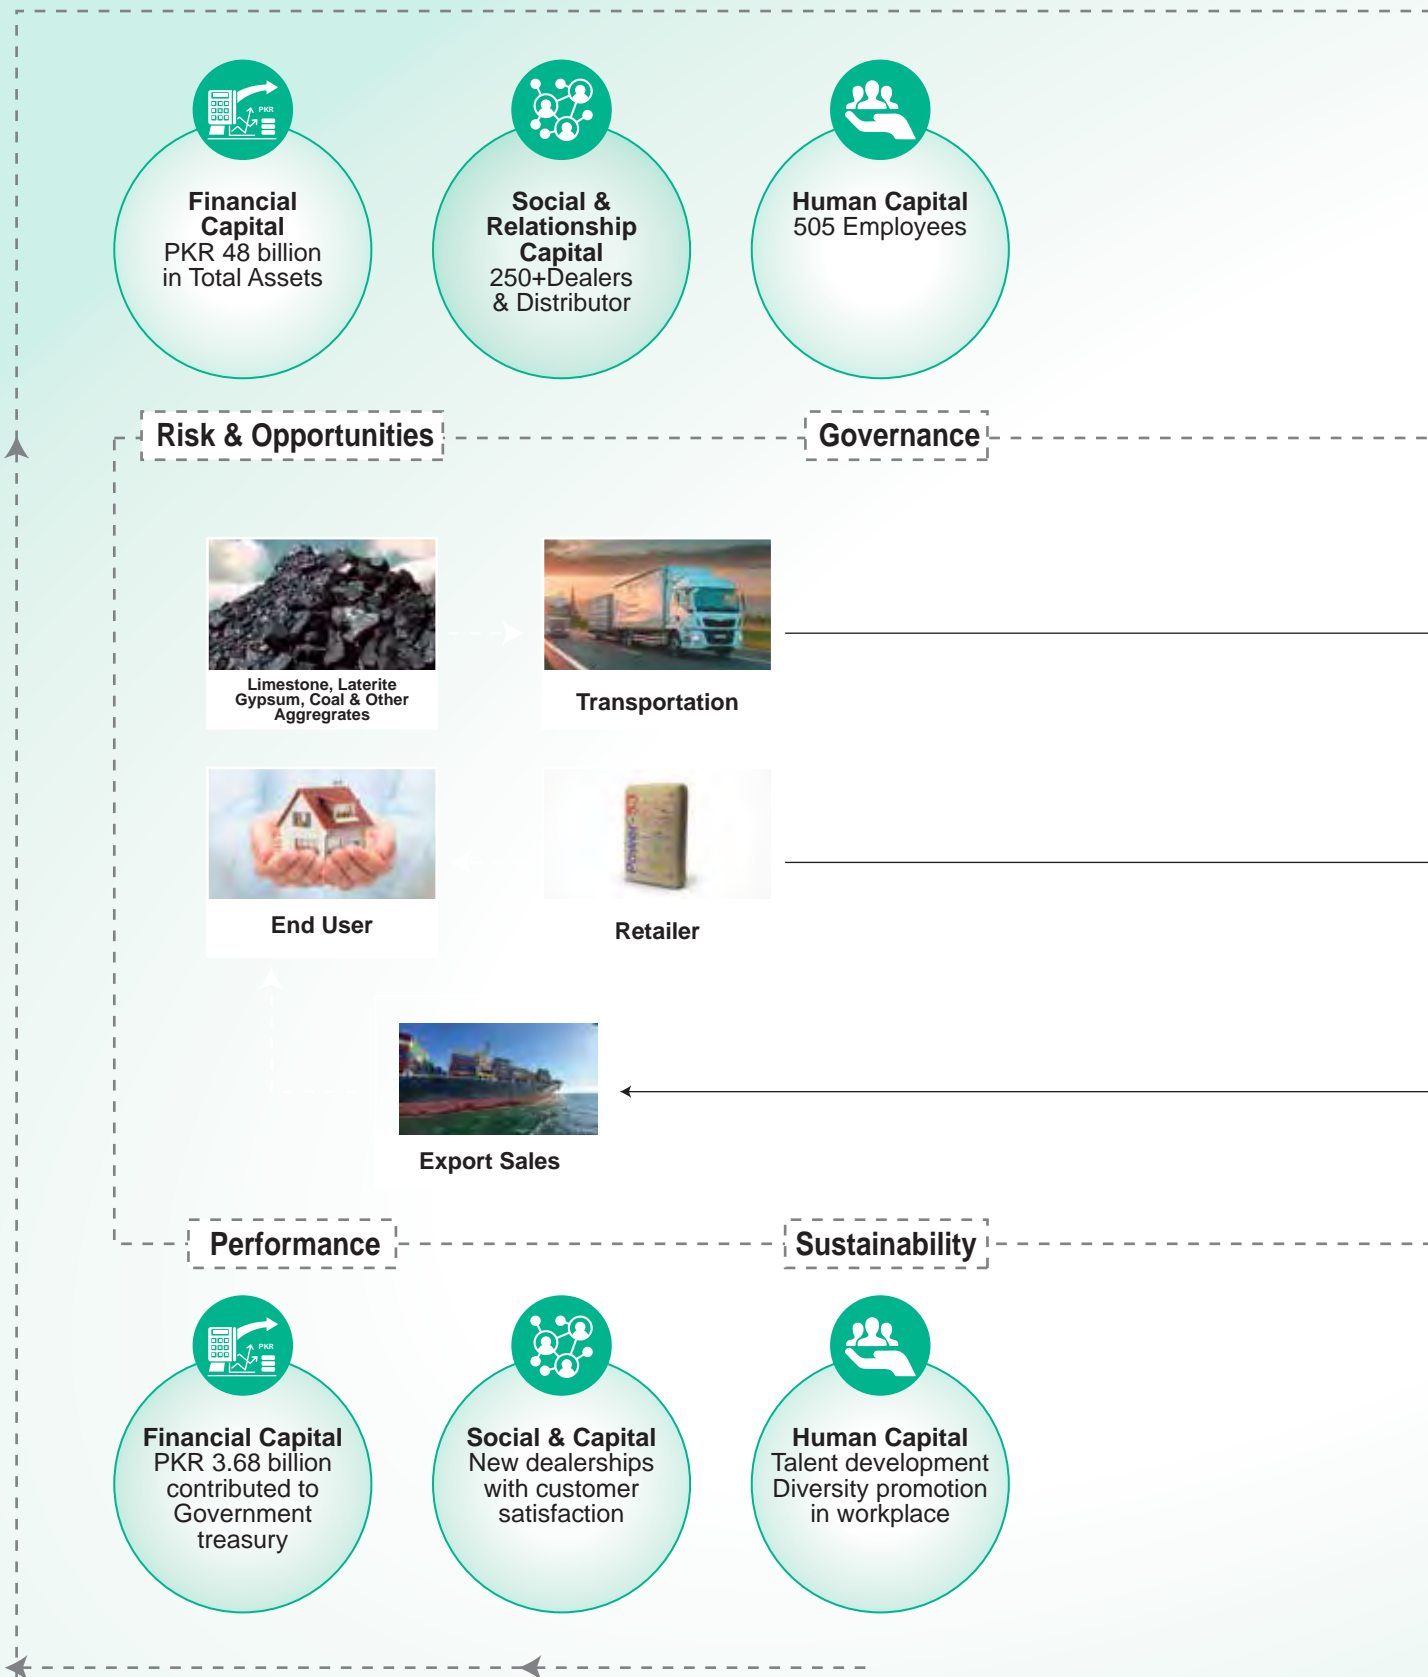 PKR
Financial
Capital
PKR 48 billion
in Total Assets
Social &
Relationship
Capital
250+Dealers
& Distributor
Human Capital
505 Employees
Risk & Opportunities
Governance
Limestone, Laterite
Gypsum, Coal & Other
Aggregrates
Transportation
End User
Power-53
Retailer
Export Sales
Performance
Sustainability
PKR
Financial Capital
PKR 3.68 billion
contributed to
Government
treasury
Social & Capital
New dealerships
with customer
satisfaction
Human Capital
Talent development
Diversity promotion
in workplace